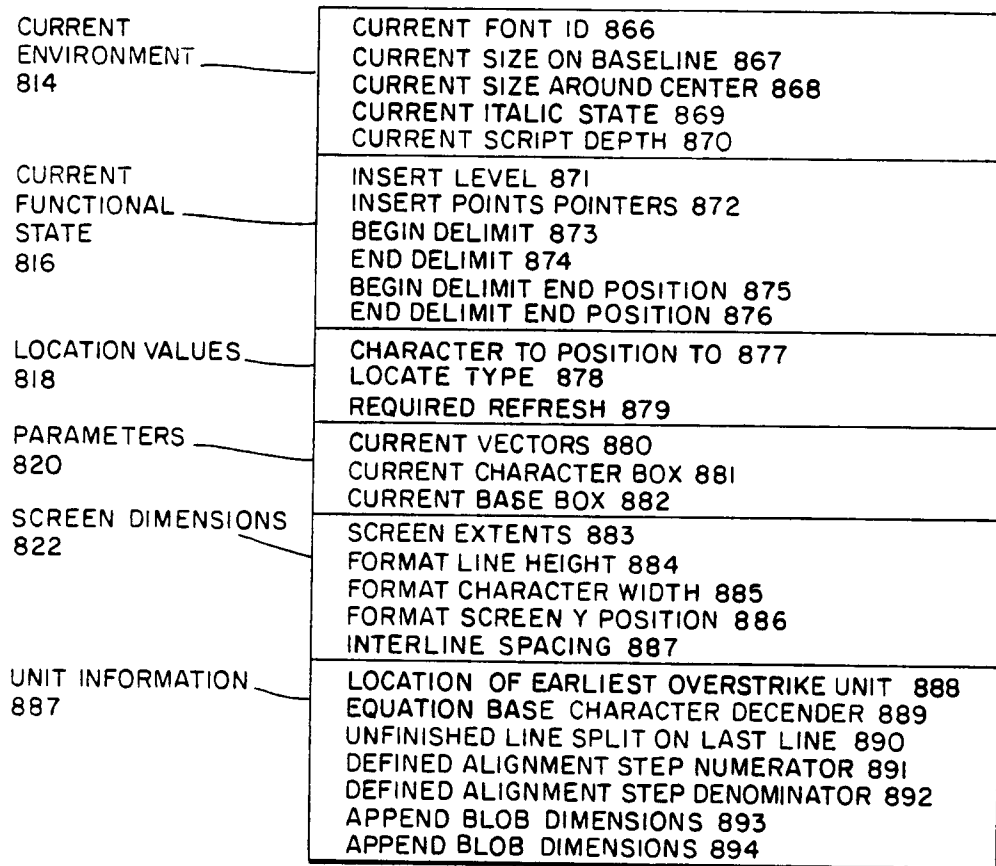 CURRENT
ENVIRONMENT
814
CURRENT FONT ID 866
CURRENT SIZE ON BASELINE 867
CURRENT SIZE AROUND CENTER 868
CURRENT ITALIC STATE 869
CURRENT SCRIPT DEPTH 870
CURRENT
FUNCTIONAL
STATE
816
INSERT LEVEL 871
INSERT POINTS POINTERS 872
BEGIN DELIMIT 873
END DELIMIT 874
BEGIN DELIMIT END POSITION 875
END DELIMIT END POSITION 876
LOCATION VALUES
818
CHARACTER TO POSITION TO 877
LOCATE TYPE 878
REQUIRED REFRESH 879
PARAMETERS
820
CURRENT VECTORS 880
CURRENT CHARACTER BOX 881
CURRENT BASE BOX 882
SCREEN DIMENSIONS
822
SCREEN EXTENTS 883
FORMAT LINE HEIGHT 884
FORMAT CHARACTER WIDTH 885
FORMAT SCREEN Y POSITION 886
INTERLINE SPACING 887
UNIT INFORMATION
887
LOCATION OF EARLIEST OVERSTRIKE UNIT 888
EQUATION BASE CHARACTER DECENDER 889
UNFINISHED LINE SPLIT ON LAST LINE 890
DEFINED ALIGNMENT STEP NUMERATOR 891
DEFINED ALIGNMENT STEP DENOMINATOR 892
APPEND BLOB DIMENSIONS 893
APPEND BLOB DIMENSIONS 894